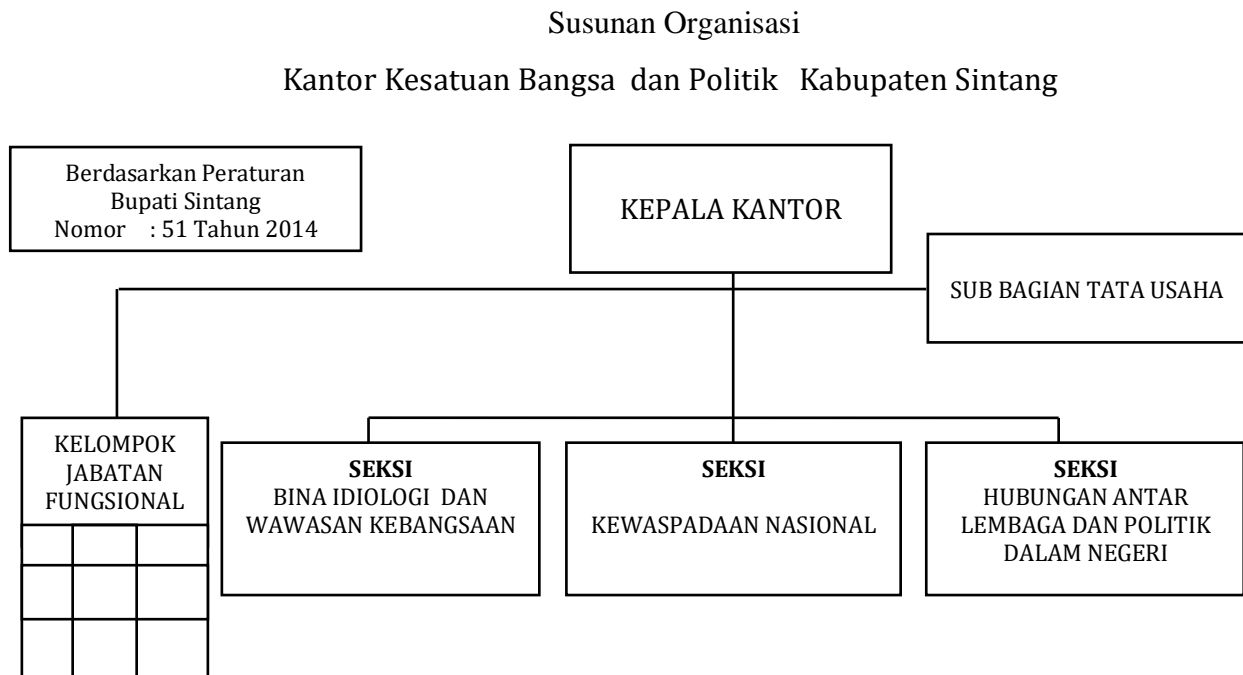 Susunan Organisasi
Kantor Kesatuan Bangsa dan Politik Kabupaten Sintang
Berdasarkan Peraturan
Bupati Sintang
Nomor : 51 Tahun 2014
KEPALA KANTOR
SUB BAGIAN TATA USAHA
KELOMPOK
JABATAN
FUNGSIONAL
SEKSI
BINA IDIOLOGI DAN
WAWASAN KEBANGSAAN
SEKSI
KEWASPADAAN NASIONAL
SEKSI
HUBUNGAN ANTAR
LEMBAGA DAN POLITIK
DALAM NEGERI